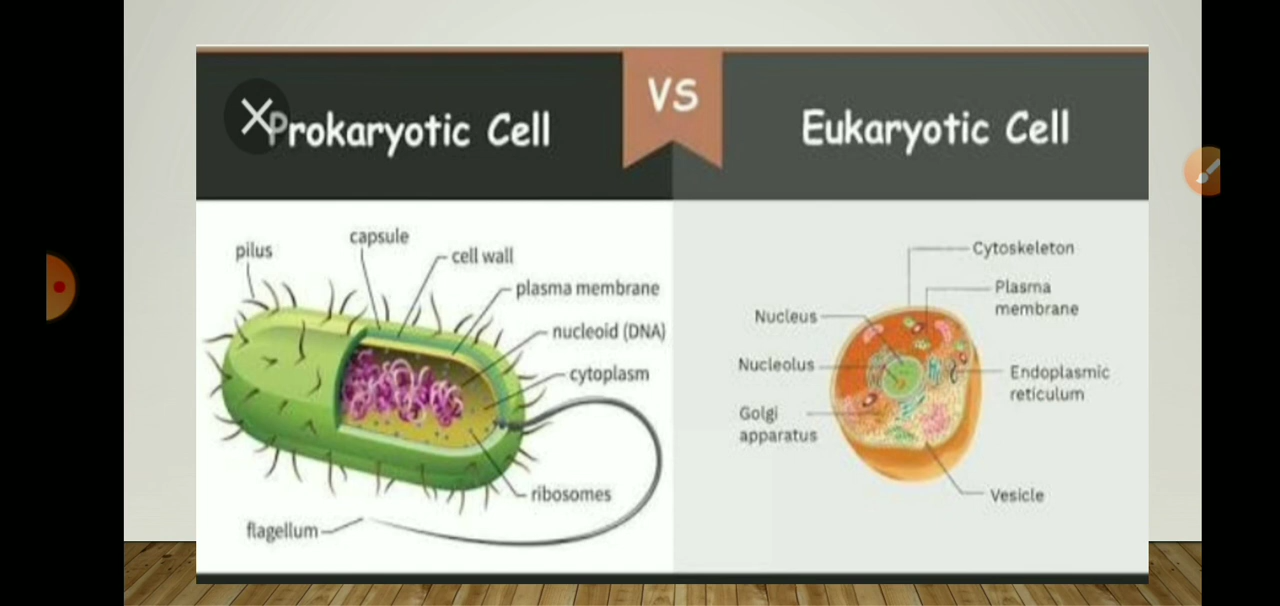 Prokaryotic Cell
VS
Eukaryotic Cell
pilus
capsule
cell wall
plasma membrane
nucleoid (DNA)
cytoplasm
ribosomes
flagellum
Cytoskeleton
Plasma
membrane
Nucleus
Nucleolus
Endoplasmic
reticulum
Golgi
apparatus
Vesicle